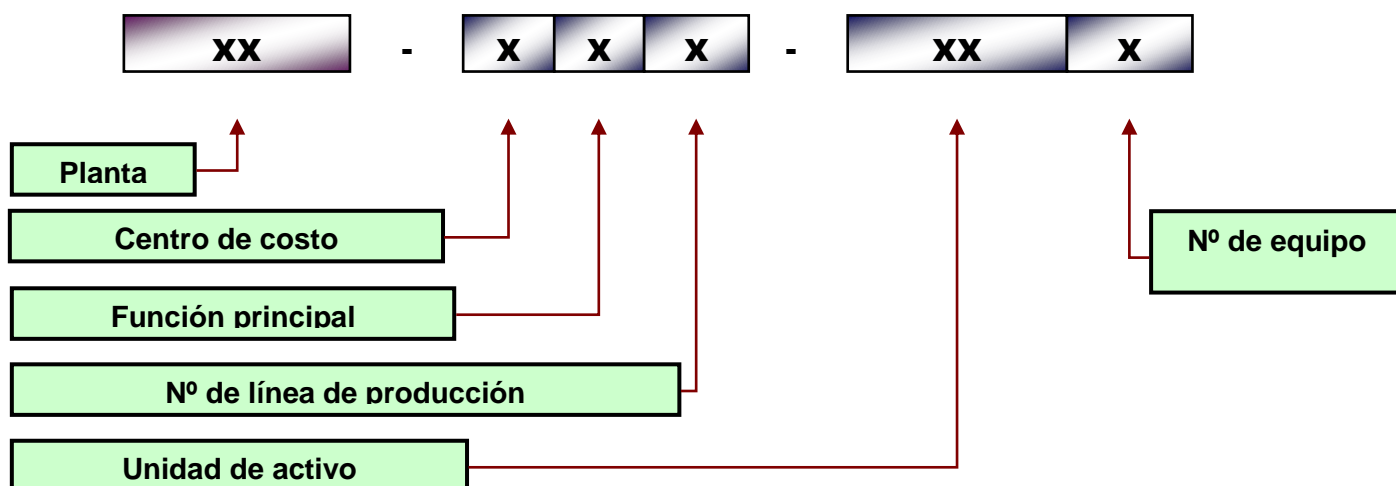 xx - x x x - xx x
Planta
Centro de costo
Nº de equipo
Función principal
Nº de línea de producción
Unidad de activo